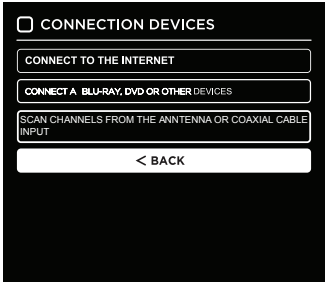 CONNECTION DEVICES
CONNECT TO THE INTERNET
CONNECT A BLU-RAY, DVD OR OTHER DEVICES
SCAN CHANNELS FROM THE ANNTENNA OR COAXIAL CABLE
INPUT
< BACK